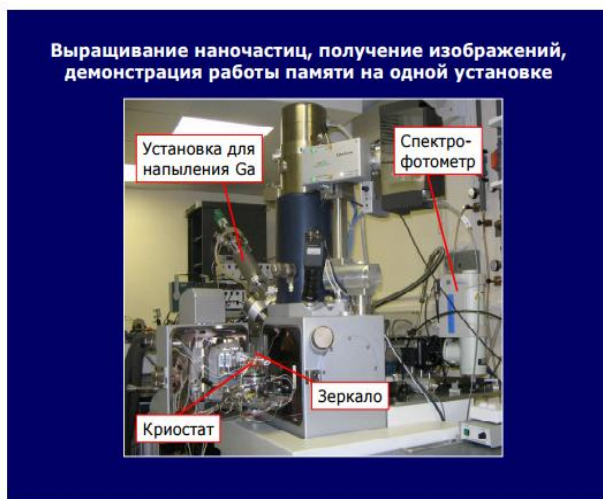 Выращивание наночастиц, получение изображений,
демонстрация работы памяти на одной установке
Установка для
напыления Ga
Спектро-
фотометр
Зеркало
Криостат